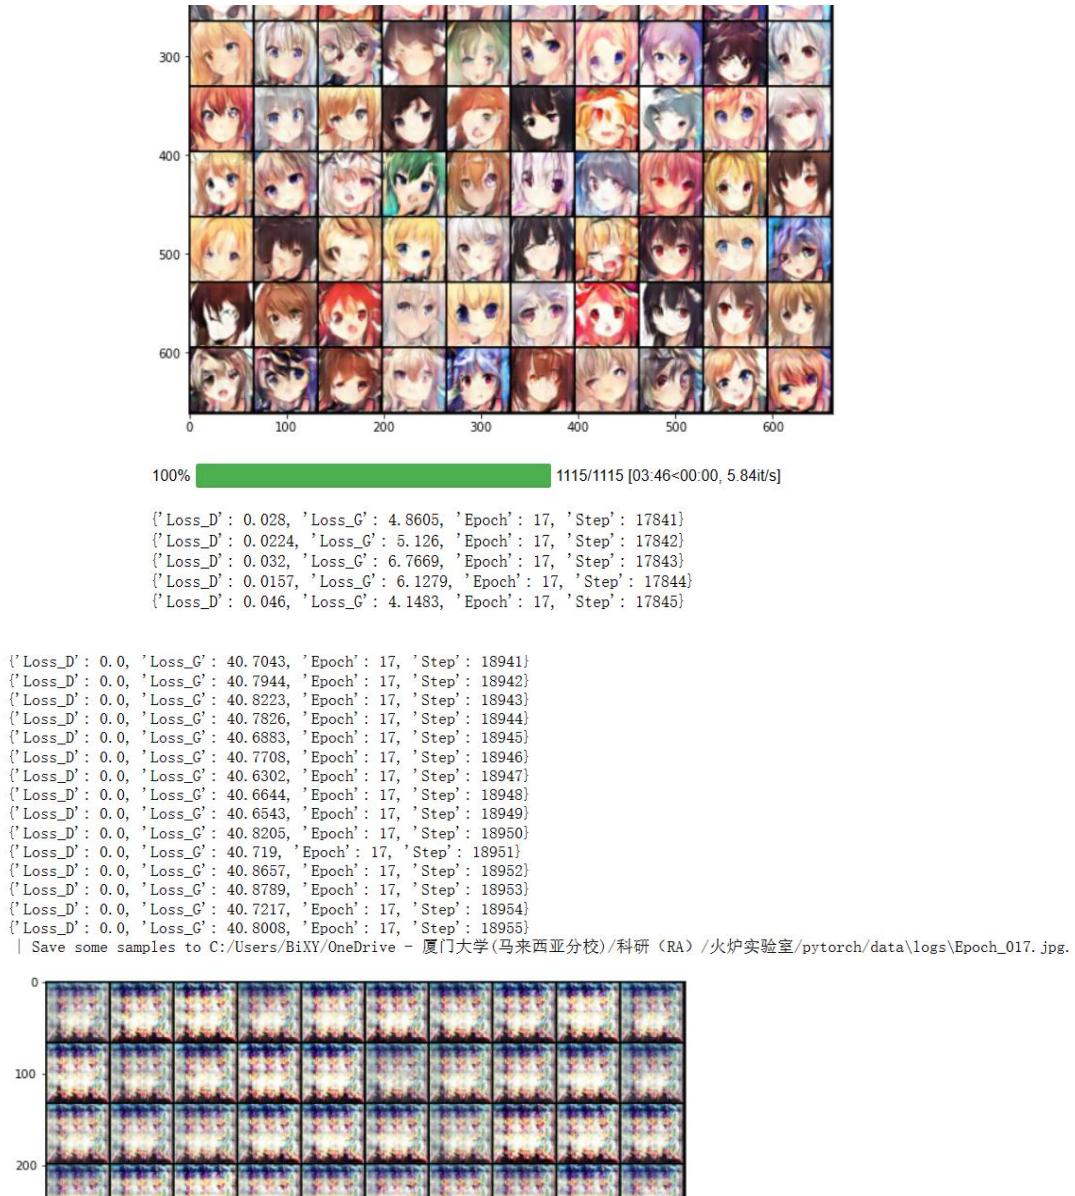 300
400
500
600
0 100 200 300 400 500 600
100% 1115/1115 [03:46<00:00, 5.84it/s]
{'Loss_D': 0.028, 'Loss_G': 4.8605, 'Epoch': 17, 'Step': 17841}
{'Loss_D': 0.0224, 'Loss_G': 5.126, 'Epoch': 17, 'Step': 17842}
{'Loss_D': 0.032, 'Loss_G': 6.7669, 'Epoch': 17, 'Step': 17843}
{'Loss_D': 0.0157, 'Loss_G': 6.1279, 'Epoch': 17, 'Step': 17844}
{'Loss_D': 0.046, 'Loss_G': 4.1483, 'Epoch': 17, 'Step': 17845}
{'Loss_D': 0.0, 'Loss_G': 40.7043, 'Epoch': 17, 'Step': 18941}
{'Loss_D': 0.0, 'Loss_G': 40.7944, 'Epoch': 17, 'Step': 18942}
{'Loss_D': 0.0, 'Loss_G': 40.8223, 'Epoch': 17, 'Step': 18943}
{'Loss_D': 0.0, 'Loss_G': 40.7826, 'Epoch': 17, 'Step': 18944}
{'Loss_D': 0.0, 'Loss_G': 40.6883, 'Epoch': 17, 'Step': 18945}
{'Loss_D': 0.0, 'Loss_G': 40.7708, 'Epoch': 17, 'Step': 18946}
{'Loss_D': 0.0, 'Loss_G': 40.6302, 'Epoch': 17, 'Step': 18947}
{'Loss_D': 0.0, 'Loss_G': 40.6644, 'Epoch': 17, 'Step': 18948}
{'Loss_D': 0.0, 'Loss_G': 40.6543, 'Epoch': 17, 'Step': 18949}
{'Loss_D': 0.0, 'Loss_G': 40.8205, 'Epoch': 17, 'Step': 18950}
{'Loss_D': 0.0, 'Loss_G': 40.719, 'Epoch': 17, 'Step': 18951}
{'Loss_D': 0.0, 'Loss_G': 40.8657, 'Epoch': 17, 'Step': 18952}
{'Loss_D': 0.0, 'Loss_G': 40.8789, 'Epoch': 17, 'Step': 18953}
{'Loss_D': 0.0, 'Loss_G': 40.7217, 'Epoch': 17, 'Step': 18954}
{'Loss_D': 0.0, 'Loss_G': 40.8008, 'Epoch': 17, 'Step': 18955}
| Save some samples to C:/Users/BiXY/OneDrive - 厦门大学(马来西亚分校)/科研（RA）/火炉实验室/pytorch/data\logs\Epoch_017.jpg.
0
100
200